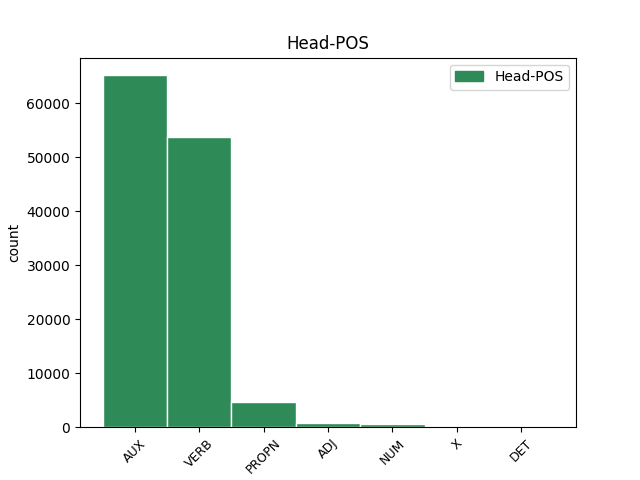 Head-POS
Head-POS
60000
50000
40000
30000
20000
10000
0
count
AUX
VERB
PROPN
ADJ
NUM
X
DET